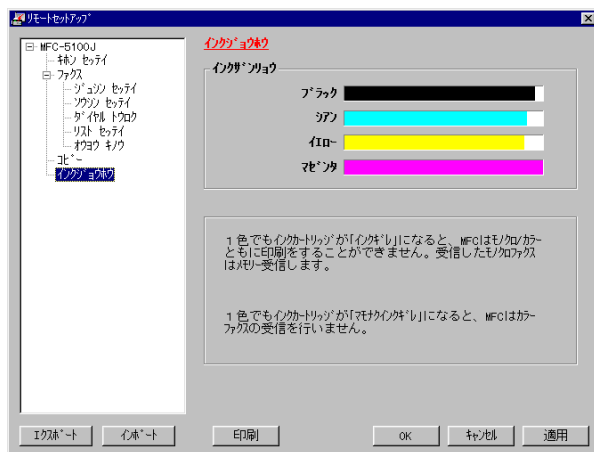 ﾘﾓｰﾄｾｯﾄｱｯﾌﾟ
MFC-5100J
ｷﾎﾝ ｾｯﾃｲ
ﾌｧｸｽ
ｼﾞｭｼﾝ ｾｯﾃｲ
ｿｳｼﾝ ｾｯﾃｲ
ﾀﾞｲﾔﾙ ﾄｳﾛｸ
ﾘｽﾄ ｾｯﾃｲ
ｵｳﾖｳ ｷﾉｳ
ｺﾋﾟｰ
ｲﾝｸｼﾞｮｳﾎｳ
ｲﾝｸｼﾞｮｳﾎｳ
ｲﾝｸｻﾞﾝﾘｮｳ
ﾌﾞﾗｯｸ
ｼｱﾝ
ｲｴﾛｰ
ﾏｾﾞﾝﾀ
１色でもｲﾝｸｶｰﾄﾘｯｼﾞが｢ｲﾝｸｷﾞﾚ｣になると、MFCはﾓﾉｸﾛ/ｶﾗｰ
ともに印刷をすることができません。受信したﾓﾉｸﾛﾌｧｸｽ
はﾒﾓﾘｰ受信します。
１色でもｲﾝｸｶｰﾄﾘｯｼﾞが｢ﾏﾓﾅｸｲﾝｸｷﾞﾚ｣になると、MFCはｶﾗｰ
ﾌｧｸｽの受信を行いません。
ｴｸｽﾎﾟｰﾄ ｲﾝﾎﾟｰﾄ 印刷 OK ｷｬﾝｾﾙ 適用